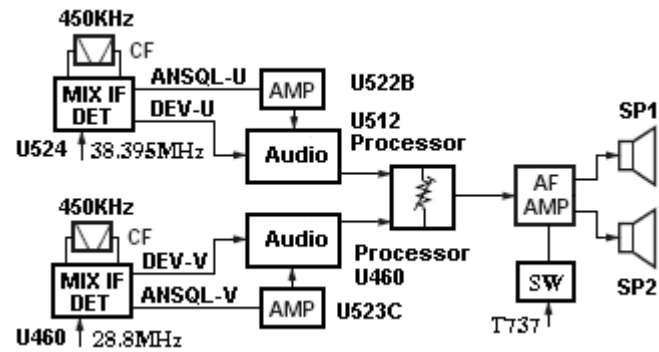 450KHz
CF
MIX IF
DET
ANSQL-U
DEV-U
AMP
U522B
U524
38.395MHz
Audio
U512
Processor
SP1
AF
AMP
450KHz
CF
MIX IF
DET
DEV-V
ANSQL-V
Audio
Processor
U460
AMP
U523C
SW
SP2
U460
28.8MHz
T737